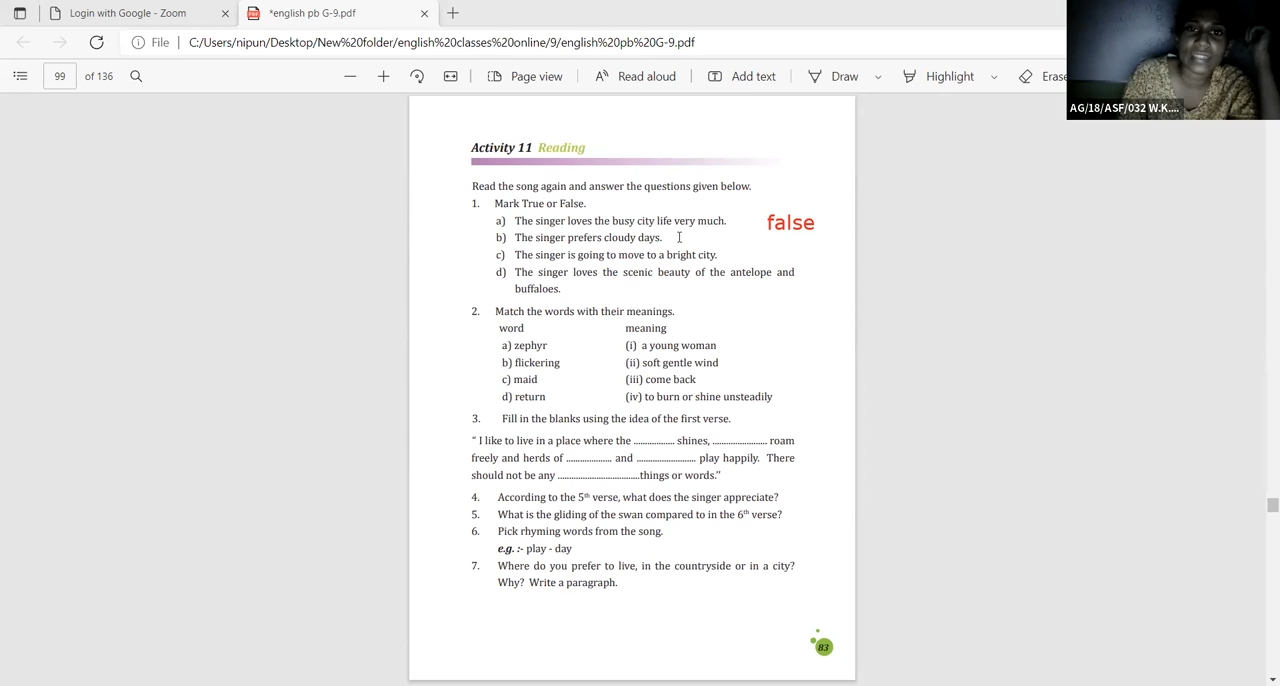 Login with Google - Zoom
*english pb G-9.pdf
File
C:/Users/nipun/Desktop/New%20folder/english%20classes%20online/9/english%20pb%20G-9.pdf
99 of 136
Page view
Read aloud
Add text
Draw
Highlight
Erase
AG/18/ASF/032 W.K....
Activity 11 Reading
Read the song again and answer the questions given below.
1. Mark True or False.
a) The singer loves the busy city life very much. false
b) The singer prefers cloudy days.
c) The singer is going to move to a bright city.
d) The singer loves the scenic beauty of the antelope and
buffaloes.
2. Match the words with their meanings.
word meaning
a) zephyr (i) a young woman
b) flickering (ii) soft gentle wind
c) maid (iii) come back
d) return (iv) to burn or shine unsteadily
3. Fill in the blanks using the idea of the first verse.
“ I like to live in a place where the .................. shines, ........................ roam
freely and herds of .................... and .......................... play happily. There
should not be any ....................................things or words.”
4. According to the 5th verse, what does the singer appreciate?
5. What is the gliding of the swan compared to in the 6th verse?
6. Pick rhyming words from the song.
e.g. :- play - day
7. Where do you prefer to live, in the countryside or in a city?
Why? Write a paragraph.
83